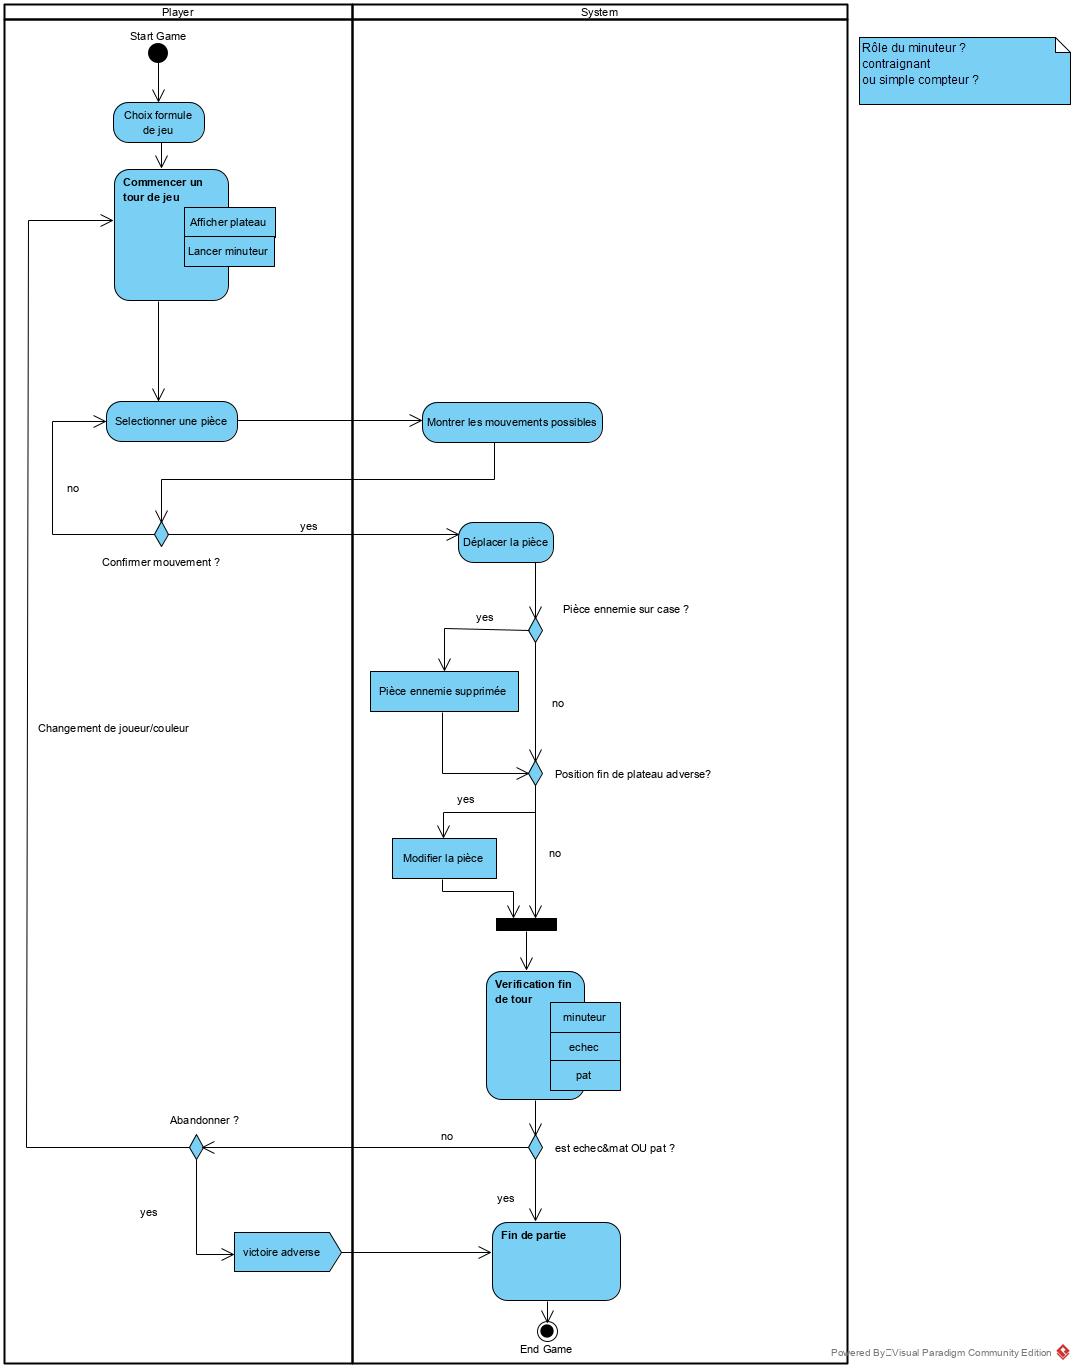 Player
System
Start Game
Rôle du minuteur ?
contraignant
ou simple compteur ?
Choix formule
de jeu
Commencer un
tour de jeu
Afficher plateau
Lancer minuteur
Selectionner une pièce
Montrer les mouvements possibles
no
yes
Déplacer la pièce
Confirmer mouvement ?
Pièce ennemie sur case ?
yes
Pièce ennemie supprimée
no
Changement de joueur/couleur
Position fin de plateau adverse?
yes
Modifier la pièce
no
Verification fin
de tour
minuteur
echec
pat
Abandonner ?
no
est echec&mat OU pat ?
yes
yes
Fin de partie
victoire adverse
End Game
Powered By Visual Paradigm Community Edition